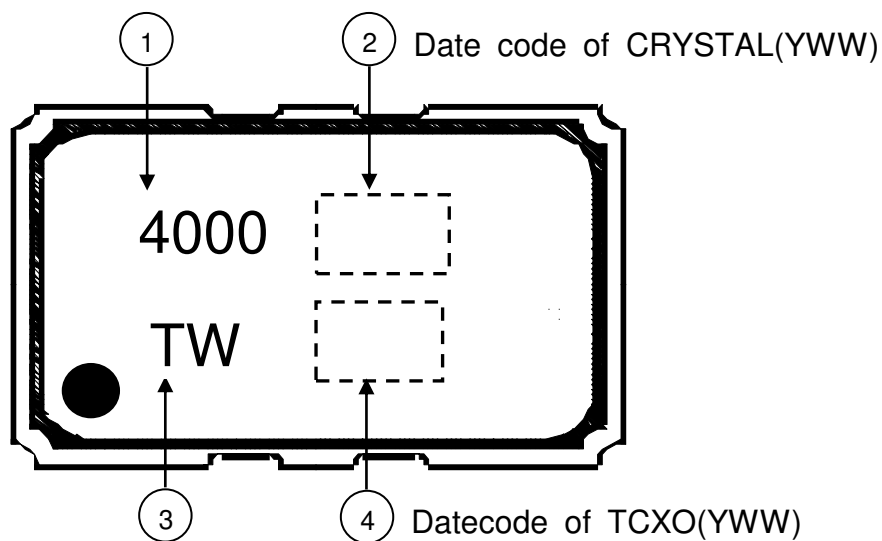 1
2 Date code of CRYSTAL(YWW)
4000
TW
3
4 Datecode of TCXO(YWW)